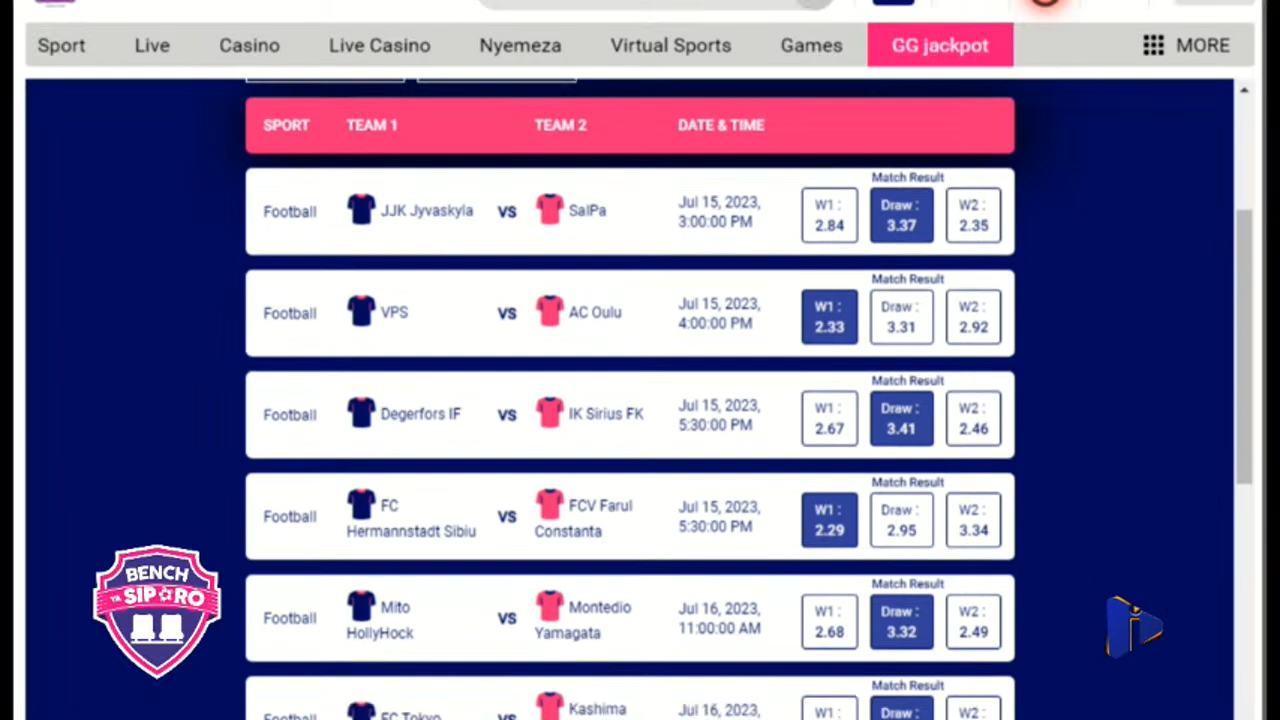 Sport Live Casino Live Casino Nyemeza Virtual Sports Games GG jackpot MORE
SPORT TEAM 1 TEAM 2 DATE & TIME
Match Result
Football JJK Jyvaskyla VS SalPa Jul 15, 2023, 3:00:00 PM W1 : 2.84 Draw : 3.37 W2 : 2.35
Match Result
Football VPS VS AC Oulu Jul 15, 2023, 4:00:00 PM W1 : 2.33 Draw : 3.31 W2 : 2.92
Match Result
Football Degerfors IF VS IK Sirius FK Jul 15, 2023, 5:30:00 PM W1 : 2.67 Draw : 3.41 W2 : 2.46
Match Result
Football FC Hermannstadt Sibiu VS FCV Farul Constanta Jul 15, 2023, 5:30:00 PM W1 : 2.29 Draw : 2.95 W2 : 3.34
Match Result
Football Mito HollyHock VS Montedio Yamagata Jul 16, 2023, 11:00:00 AM W1 : 2.68 Draw : 3.32 W2 : 2.49
Match Result
Football FC Tokyo VS Kashima Jul 16, 2023, W1 : Draw : W2 :
BENCH
YA SIPORO